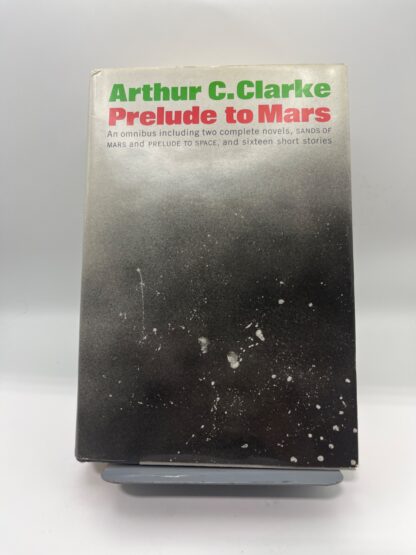 Arthur C.Clarke
Prelude to Mars
An omnibus including two complete novels, SANDS OF
MARS and PRELUDE TO SPACE, and sixteen short stories